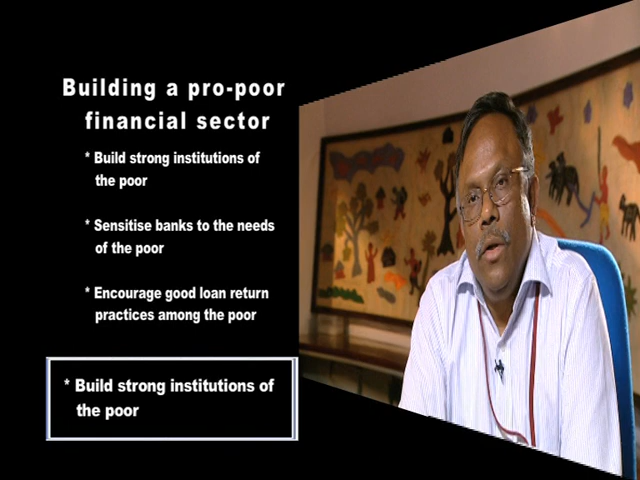 Building a pro-poor
financial sector
* Build strong institutions of
the poor
* Sensitise banks to the needs
of the poor
* Encourage good loan return
practices among the poor
* Build strong institutions of
the poor